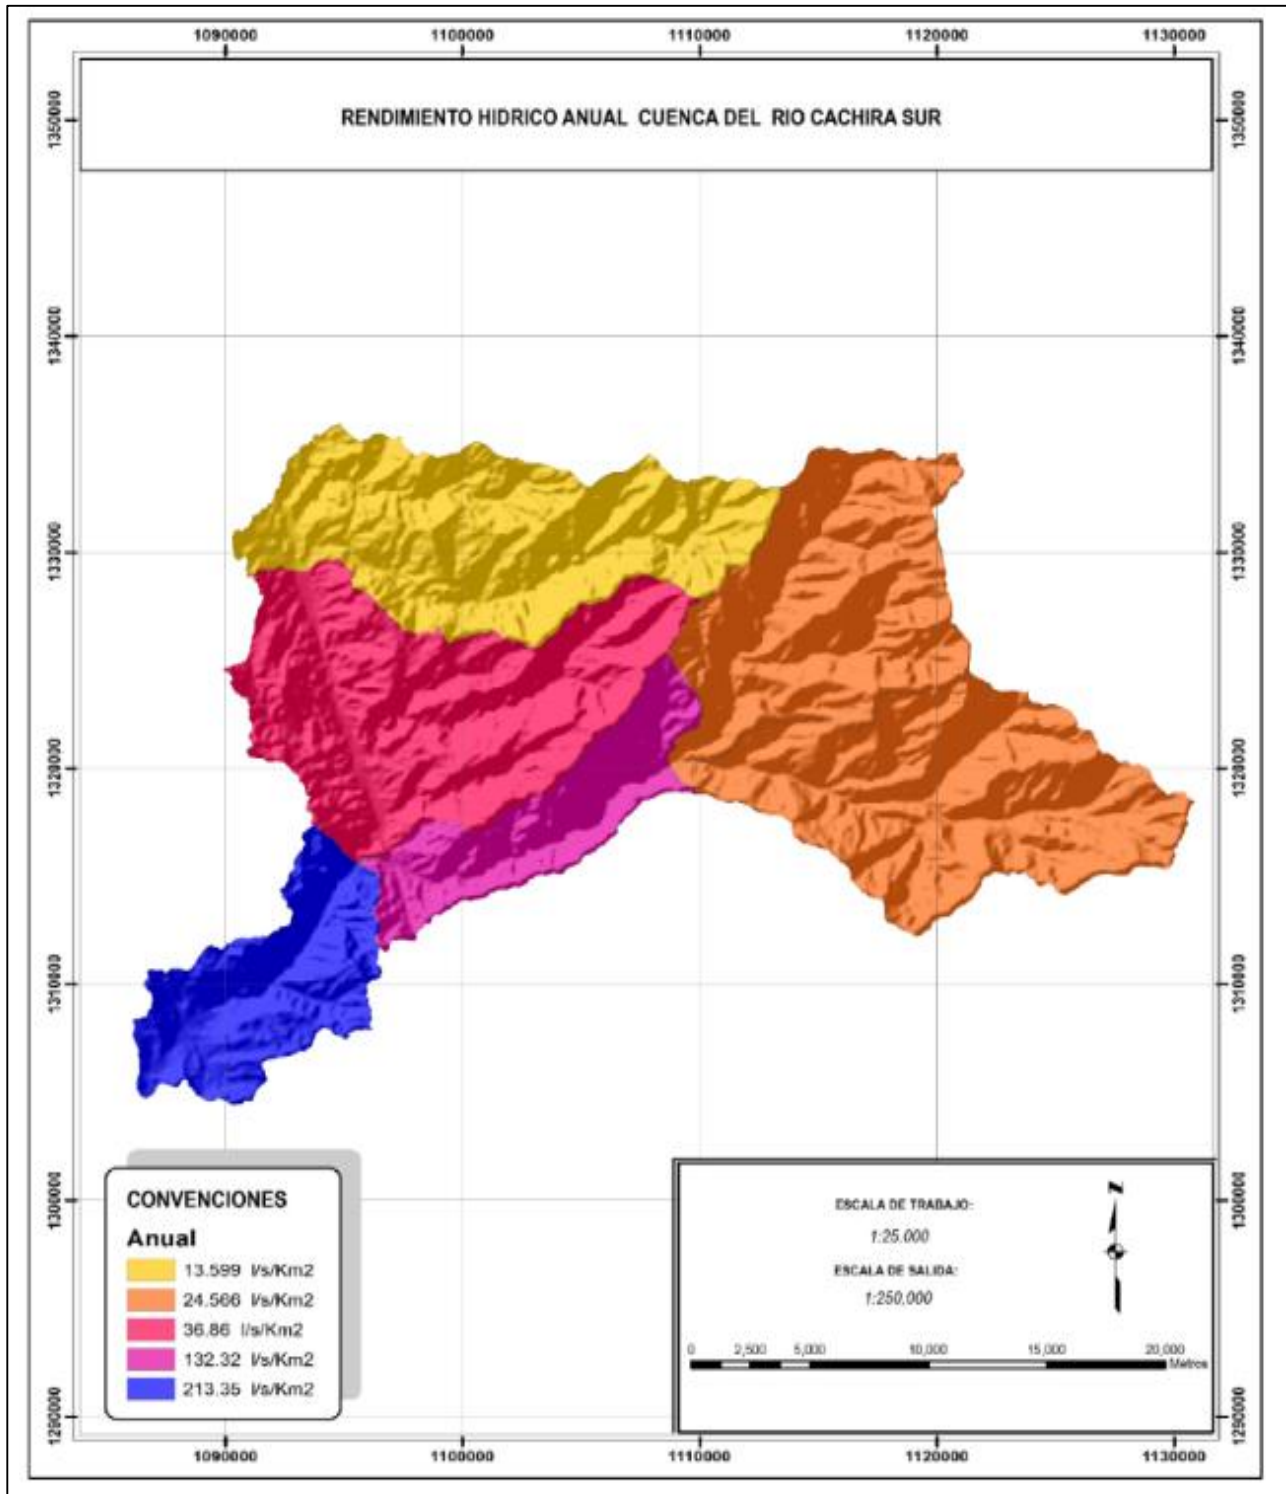 1090000 1100000 1110000 1120000 1130000
RENDIMIENTO HIDRICO ANUAL CUENCA DEL RIO CACHIRA SUR
1350000 1350000
1340000 1340000
1330000 1330000
1320000 1320000
1310000 1310000
1300000 1300000
1290000 1290000
CONVENCIONES
Anual
13.599 l/s/Km2
24.566 l/s/Km2
36.86 l/s/Km2
132.32 l/s/Km2
213.35 l/s/Km2
ESCALA DE TRABAJO:
1:25.000
ESCALA DE SALIDA:
1:250.000
N
0 2,500 5,000 10,000 15,000 20,000
Metros
1090000 1100000 1110000 1120000 1130000